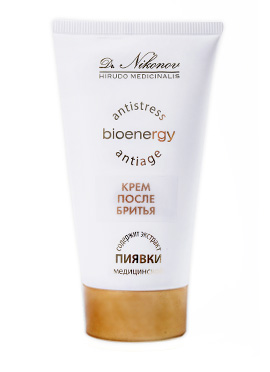 Dr. Nikonov
HIRUDO MEDICINALIS
antistress
bioenergy
antiage
КРЕМ
ПОСЛЕ
БРИТЬЯ
содержит экстракт
ПИЯВКИ